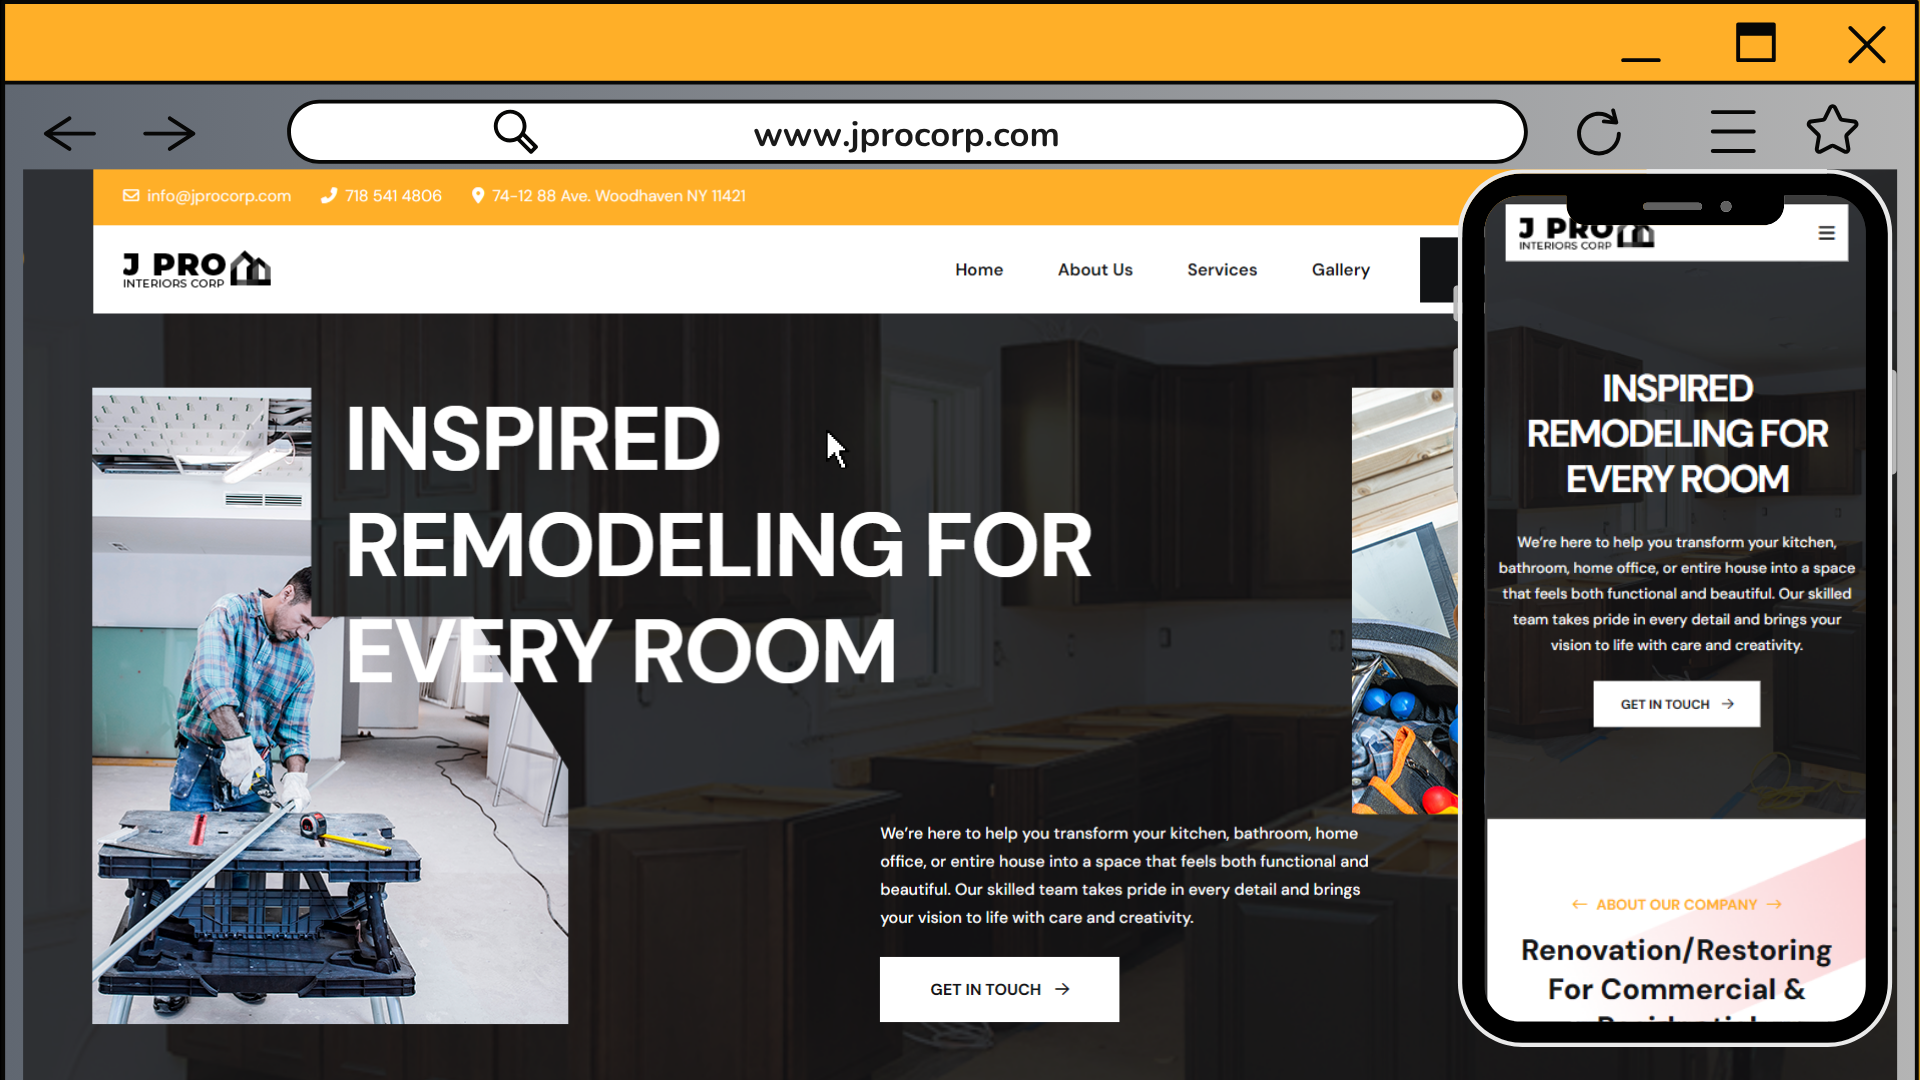 www.jprocorp.com
info@jprocorp.com 718 541 4806 74-12 88 Ave. Woodhaven NY 11421
J PRO
INTERIORS CORP
Home About Us Services Gallery
INSPIRED
REMODELING FOR
EVERY ROOM
We're here to help you transform your kitchen, bathroom, home
office, or entire house into a space that feels both functional and
beautiful. Our skilled team takes pride in every detail and brings
your vision to life with care and creativity.
GET IN TOUCH
J PRO
INTERIORS CORP
INSPIRED
REMODELING FOR
EVERY ROOM
We're here to help you transform your kitchen,
bathroom, home office, or entire house into a space
that feels both functional and beautiful. Our skilled
team takes pride in every detail and brings your
vision to life with care and creativity.
GET IN TOUCH
ABOUT OUR COMPANY
Renovation/Restoring
For Commercial &